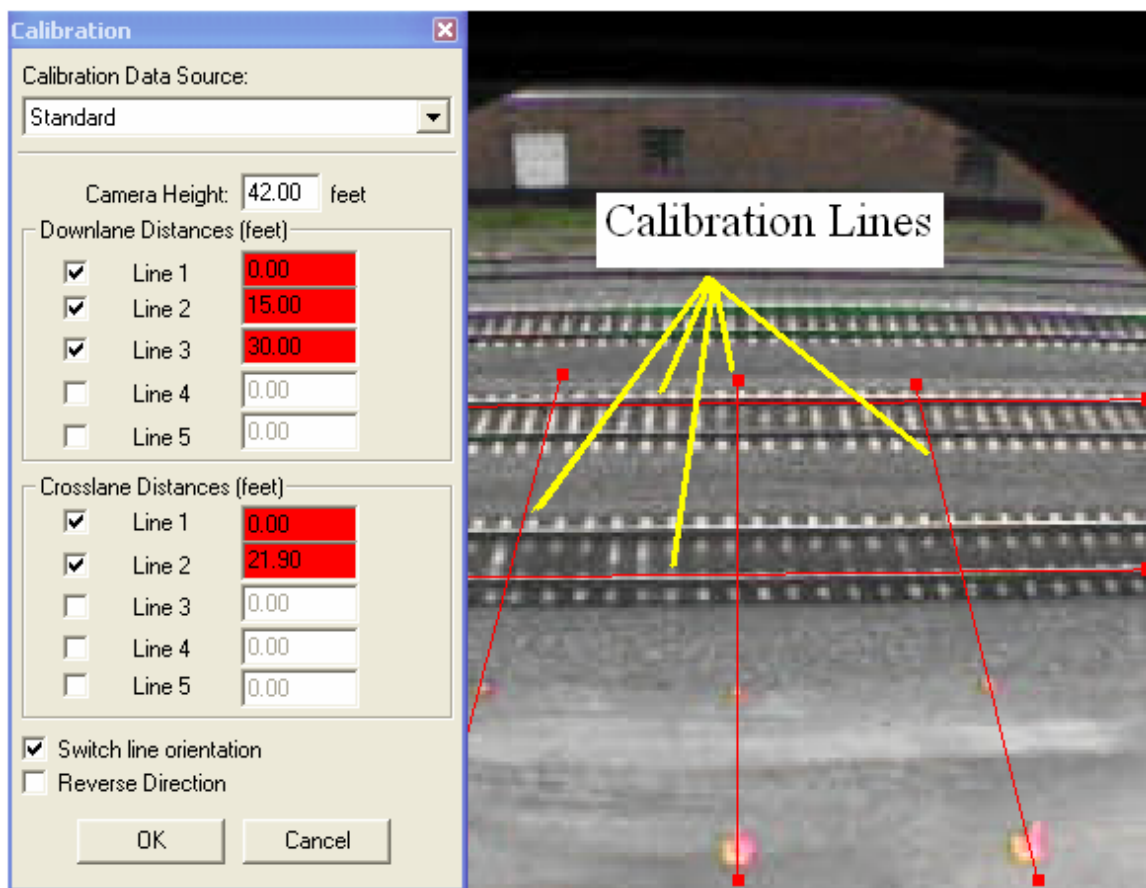 Calibration
Calibration Data Source:
Standard
Camera Height: 42.00 feet
Downlane Distances (feet)
Line 1 0.00
Line 2 15.00
Line 3 30.00
Line 4 0.00
Line 5 0.00
Crosslane Distances (feet)
Line 1 0.00
Line 2 21.90
Line 3 0.00
Line 4 0.00
Line 5 0.00
Switch line orientation
Reverse Direction
OK Cancel
Calibration Lines